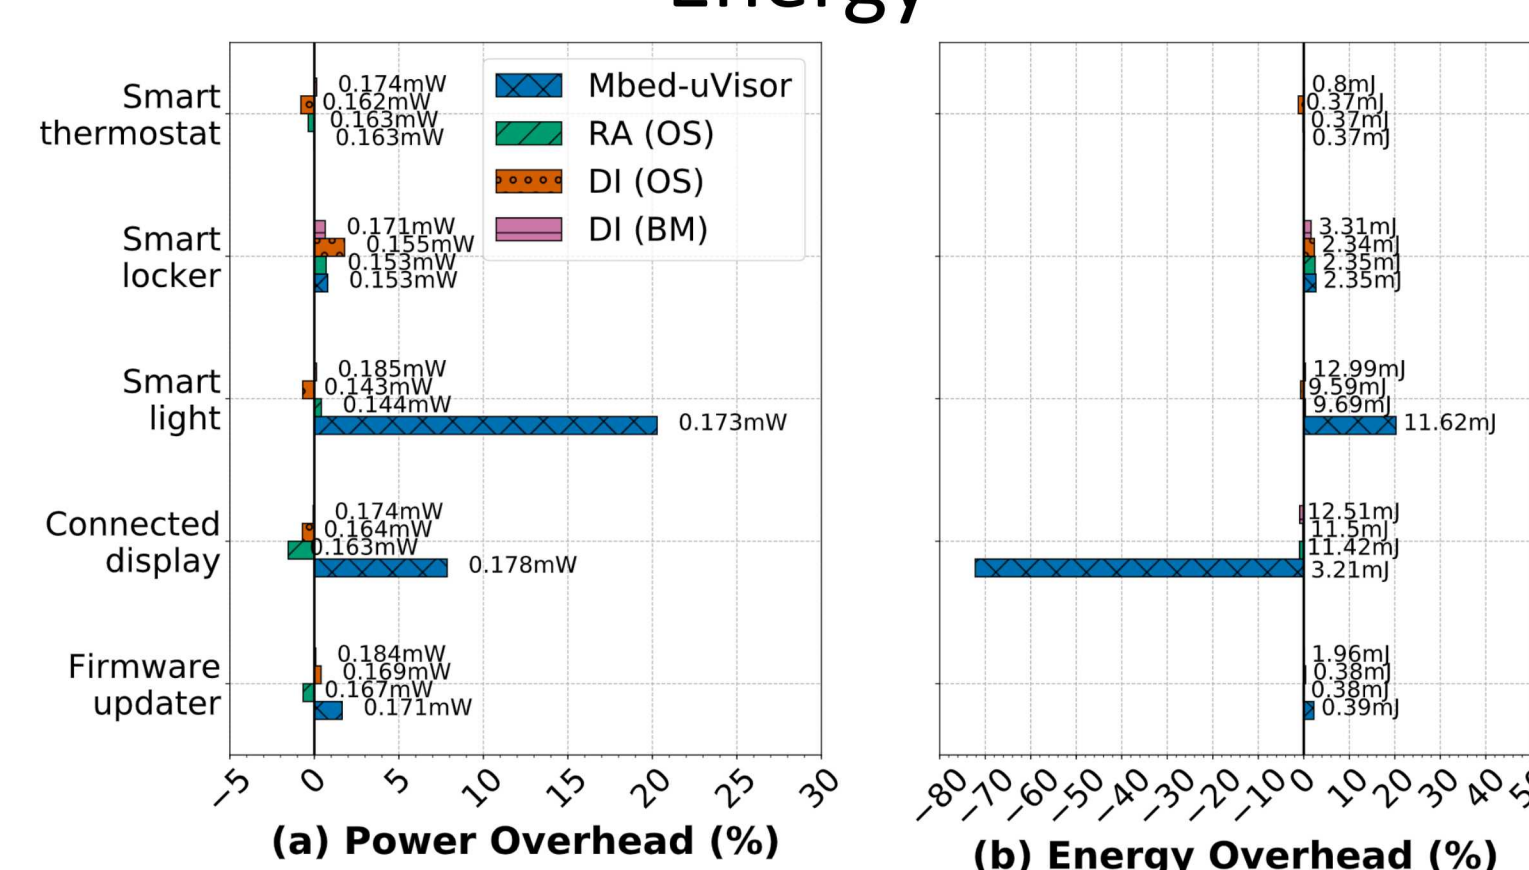 Energy
Smart
thermostat
Smart
locker
Smart
light
Connected
display
Firmware
updater
0.174mW
0.162mW
0.163mW
0.163mW
0.171mW
0.155mW
0.153mW
0.153mW
0.185mW
0.143mW
0.144mW
0.173mW
0.174mW
0.164mW
0.163mW
0.178mW
0.184mW
0.169mW
0.167mW
0.171mW
Mbed-uVisor
RA (OS)
DI (OS)
DI (BM)
−5 0 5 10 15 20 25 30
(a) Power Overhead (%)
0.8mJ
0.37mJ
0.37mJ
0.37mJ
3.31mJ
2.34mJ
2.35mJ
2.35mJ
12.99mJ
9.59mJ
9.69mJ
11.62mJ
12.51mJ
11.5mJ
11.42mJ
3.21mJ
1.96mJ
0.38mJ
0.38mJ
0.39mJ
−80 −70 −60 −50 −40 −30 −20 −10 0 10 20 30 40
(b) Energy Overhead (%)